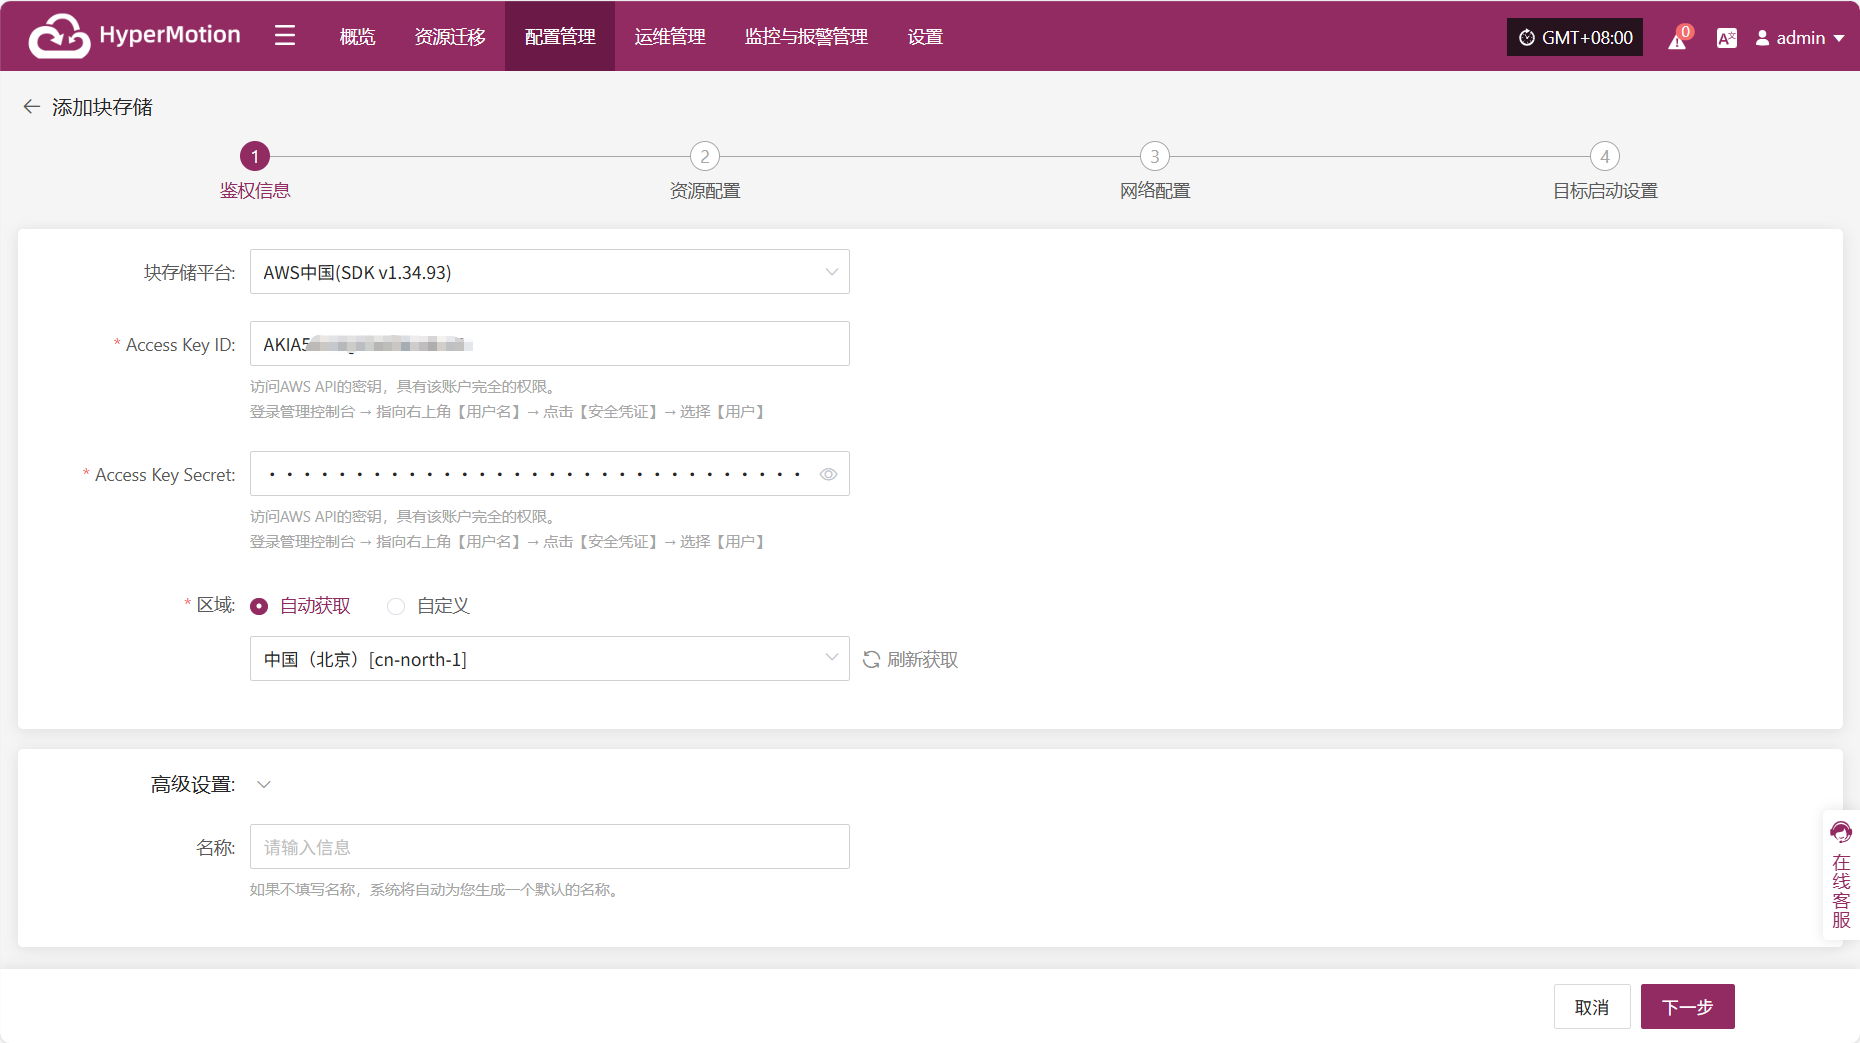 HyperMotion 概览 资源迁移 配置管理 运维管理 监控与报警管理 设置 GMT+08:00 0 admin
添加块存储
1 2 3 4
鉴权信息 资源配置 网络配置 目标启动设置
块存储平台: AWS中国(SDK v1.34.93)
* Access Key ID: AKIA5
访问AWS API的密钥，具有该账户完全的权限。
登录管理控制台 → 指向右上角【用户名】→ 点击【安全凭证】→ 选择【用户】
* Access Key Secret:
访问AWS API的密钥，具有该账户完全的权限。
登录管理控制台 → 指向右上角【用户名】→ 点击【安全凭证】→ 选择【用户】
* 区域: 自动获取 自定义
中国（北京）[cn-north-1] 刷新获取
高级设置:
名称: 请输入信息
如果不填写名称，系统将自动为您生成一个默认的名称。
在线客服
取消 下一步